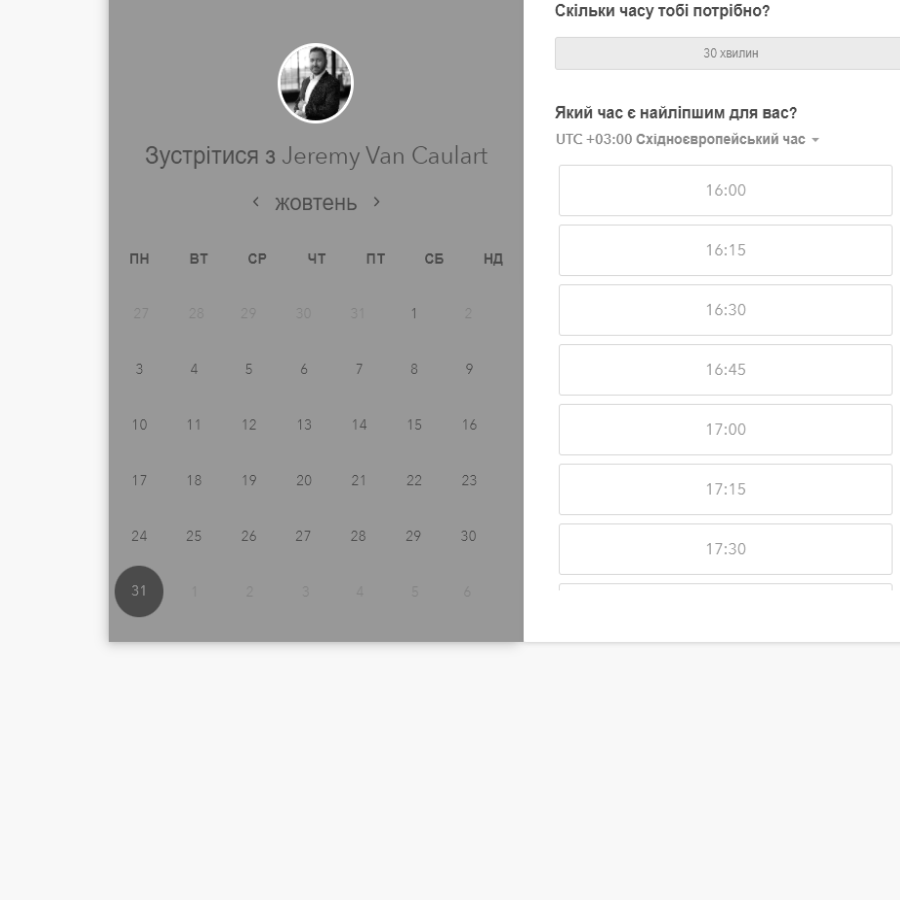 Зустрітися з Jeremy Van Caulart
‹ жовтень ›
ПН ВТ СР ЧТ ПТ СБ НД
27 28 29 30 31 1 2
3 4 5 6 7 8 9
10 11 12 13 14 15 16
17 18 19 20 21 22 23
24 25 26 27 28 29 30
31 1 2 3 4 5 6
Скільки часу тобі потрібно?
30 хвилин
Який час є найліпшим для вас?
UTC +03:00 Східноєвропейський час
16:00
16:15
16:30
16:45
17:00
17:15
17:30